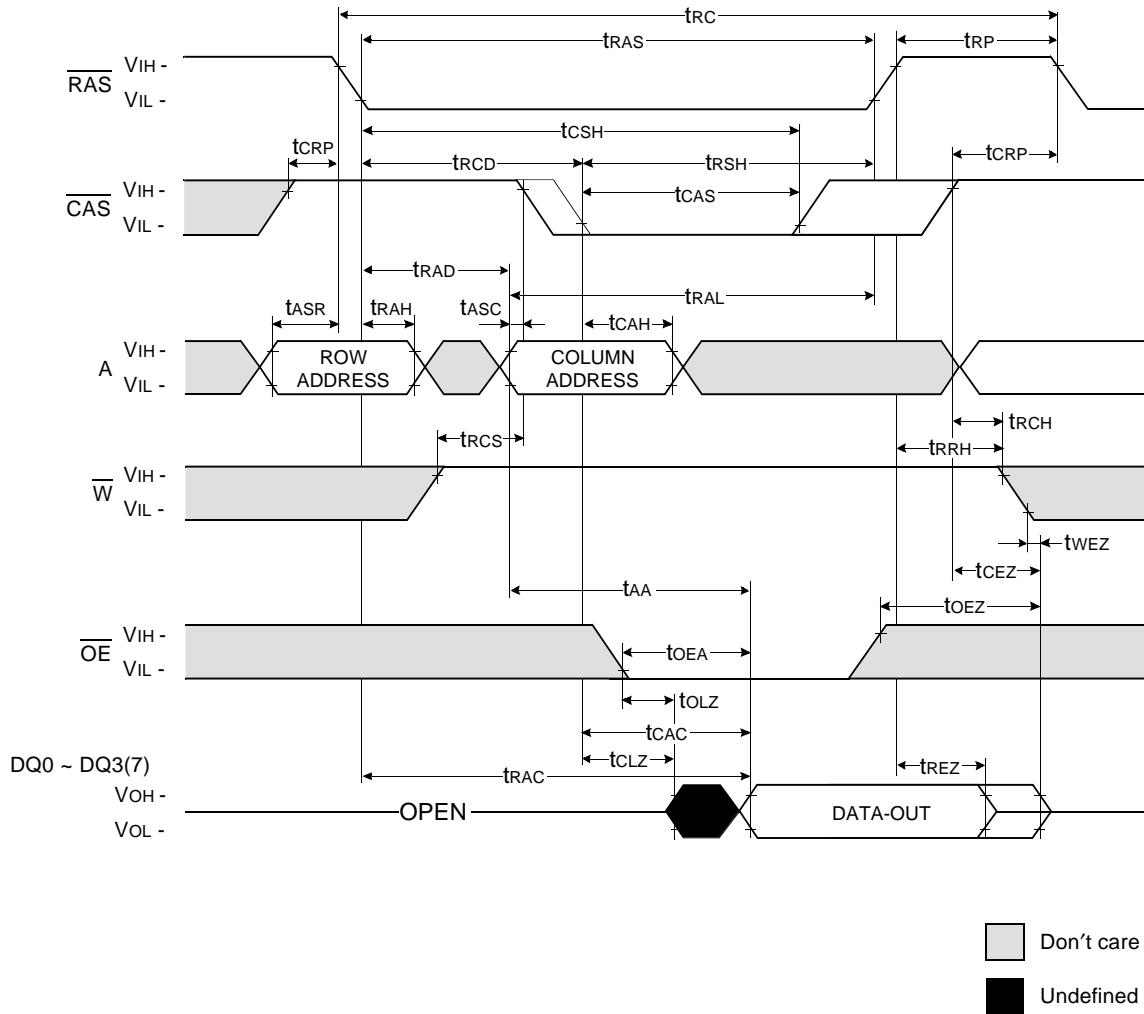 tRC
tRAS
tRP
RAS
VIH -
VIL -
tCSH
tCRP
tRCD
tRSH
tCRP
CAS
VIH -
VIL -
tCAS
tRAD
tRAL
tASR
tRAH
tASC
tCAH
A
VIH -
VIL -
ROW
ADDRESS
COLUMN
ADDRESS
tRCH
tRCS
tRRH
W
VIH -
VIL -
tWEZ
tCEZ
tAA
tOEZ
OE
VIH -
VIL -
tOEA
tOLZ
tCAC
DQ0 ~ DQ3(7)
tCLZ
tREZ
tRAC
VOH -
VOL -
OPEN
DATA-OUT
Don′t care
Undefined